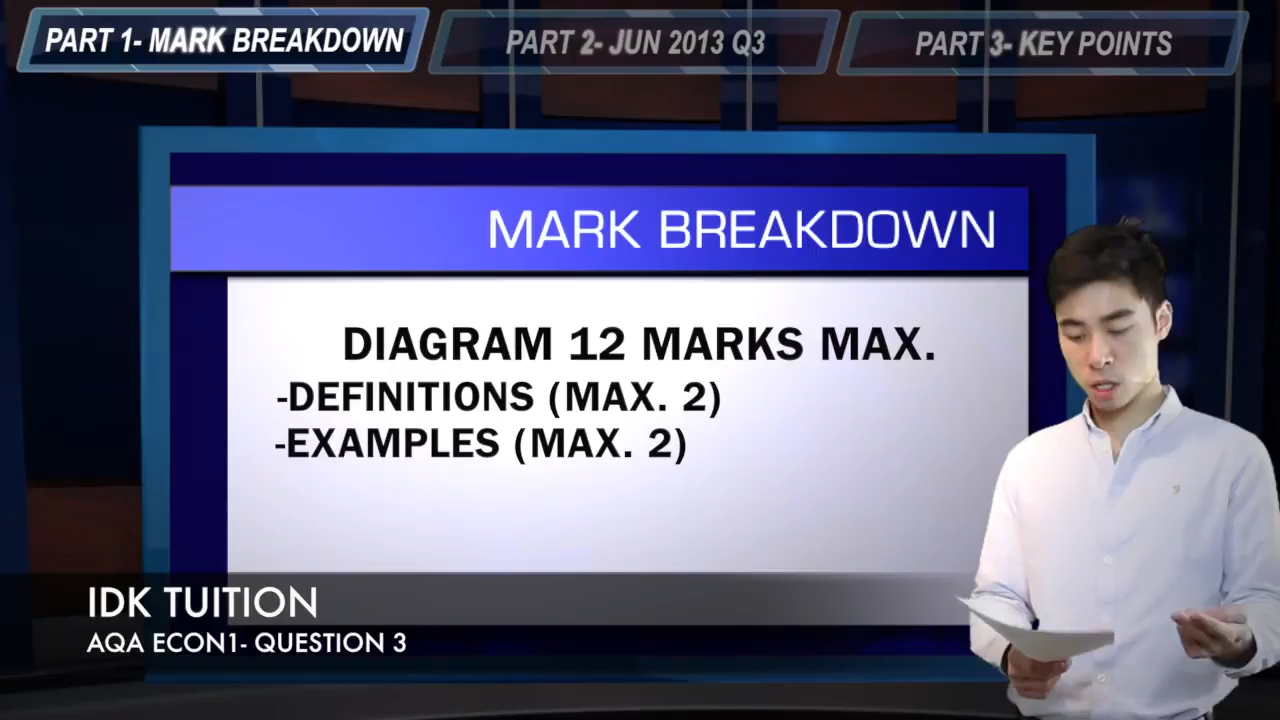 PART 1- MARK BREAKDOWN
PART 2- JUN 2013 Q3
PART 3- KEY POINTS
MARK BREAKDOWN
DIAGRAM 12 MARKS MAX.
-DEFINITIONS (MAX. 2)
-EXAMPLES (MAX. 2)
IDK TUITION
AQA ECON1- QUESTION 3